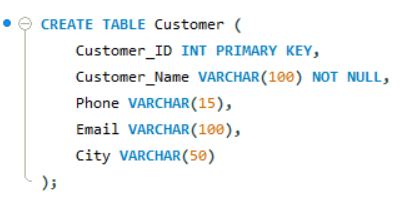 CREATE TABLE Customer (
Customer_ID INT PRIMARY KEY,
Customer_Name VARCHAR(100) NOT NULL,
Phone VARCHAR(15),
Email VARCHAR(100),
City VARCHAR(50)
);